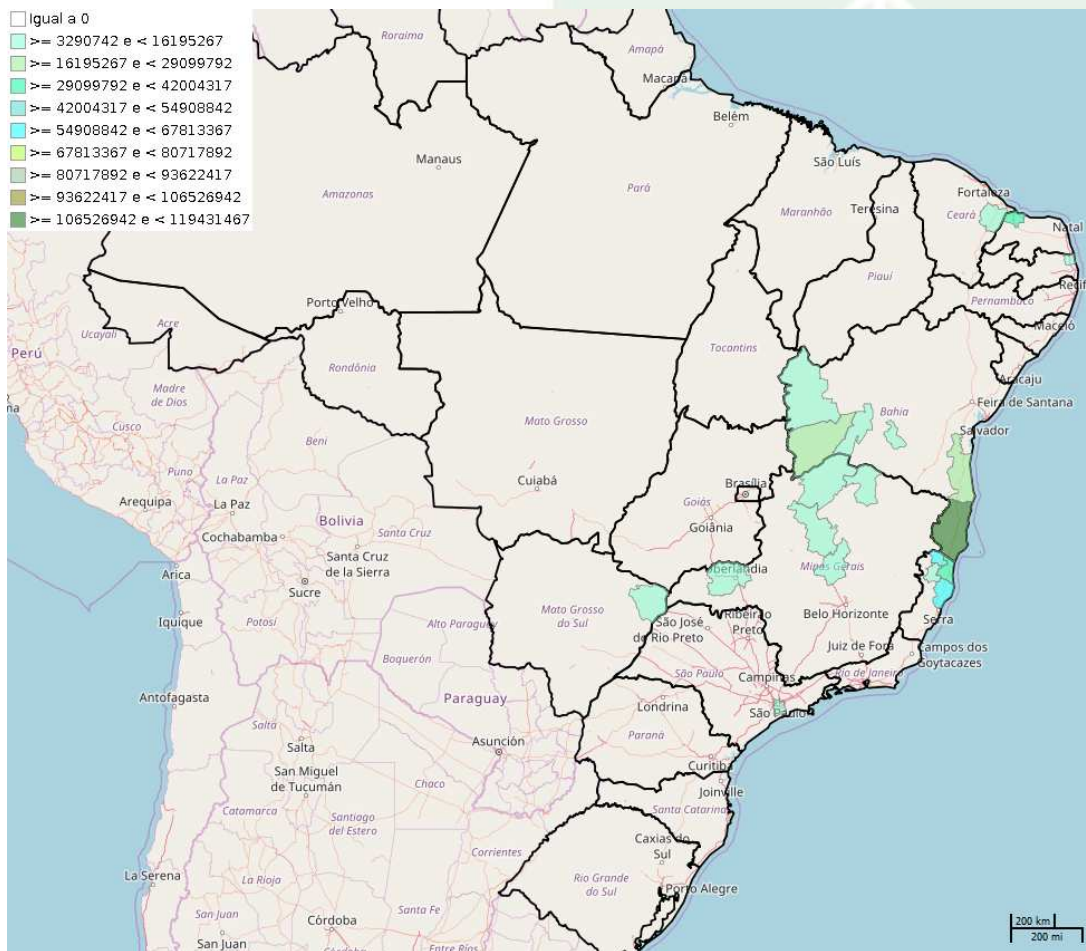 Igual a 0
>= 3290742 e < 16195267
>= 16195267 e < 29099792
>= 29099792 e < 42004317
>= 42004317 e < 54908842
>= 54908842 e < 67813367
>= 67813367 e < 80717892
>= 80717892 e < 93622417
>= 93622417 e < 106526942
>= 106526942 e < 119431467
Roraima
Amapá
Macapá
Belém
Manaus
São Luís
Amazonas
Pará
Fortaleza
Maranhão
Teresina
Ceará
Natal
Piauí
Porto Velho
Pernambuco
Recif
Maceió
Acre
Ucayali
Perú
Rondônia
Tocantins
Aracaju
Madre
de Dios
Feira de Santana
Bahia
Cusco
Mato Grosso
Salvador
Beni
Puno
La Paz
Cuiabá
Brasília
Arequipa
La Paz
Goiás
Bolivia
Goiânia
Cochabamba
Santa Cruz
Santa Cruz
de la Sierra
Arica
Sucre
Uberlândia
Minas Gerais
Iquique
Potosí
Mato Grosso
do Sul
Alto Paraguay
São José
do Rio Preto
Ribeirão
Preto
Belo Horizonte
Serra
Boquerón
Juiz de Fora
Campos dos
Goytacazes
São Paulo
Campinas
Rio de Janeiro
Antofagasta
Paraguay
Londrina
São Paulo
Salta
Asunción
Paraná
Salta
Curitiba
San Miguel
de Tucumán
Chaco
Joinville
Catamarca
Santa Catarina
Santiago
del Estero
Corrientes
Caxias do
Sul
La Serena
La Rioja
Rio Grande
do Sul
Porto Alegre
San Juan
Santa Fe
Córdoba
San Juan
Córdoba
Entre Ríos
200 km
200 mi